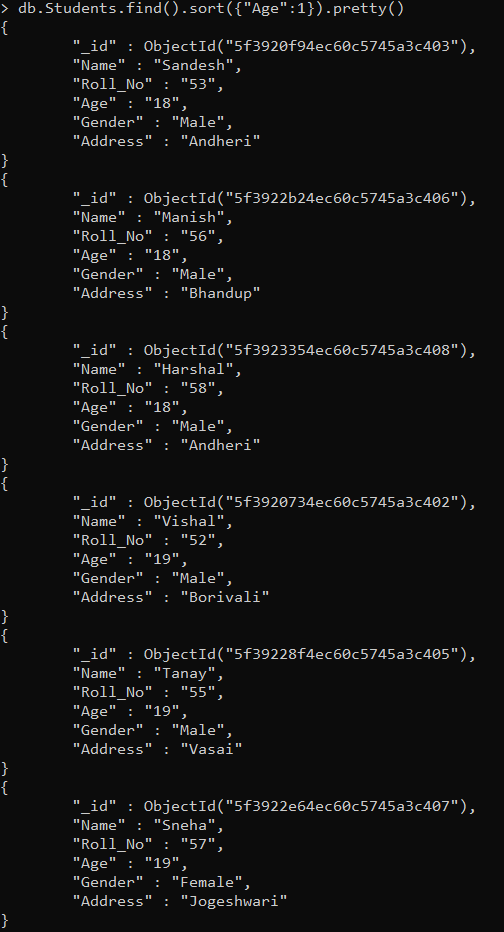 > db.Students.find().sort({"Age":1}).pretty()
{
        "_id" : ObjectId("5f3920f94ec60c5745a3c403"),
        "Name" : "Sandesh",
        "Roll_No" : "53",
        "Age" : "18",
        "Gender" : "Male",
        "Address" : "Andheri"
}
{
        "_id" : ObjectId("5f3922b24ec60c5745a3c406"),
        "Name" : "Manish",
        "Roll_No" : "56",
        "Age" : "18",
        "Gender" : "Male",
        "Address" : "Bhandup"
}
{
        "_id" : ObjectId("5f3923354ec60c5745a3c408"),
        "Name" : "Harshal",
        "Roll_No" : "58",
        "Age" : "18",
        "Gender" : "Male",
        "Address" : "Andheri"
}
{
        "_id" : ObjectId("5f3920734ec60c5745a3c402"),
        "Name" : "Vishal",
        "Roll_No" : "52",
        "Age" : "19",
        "Gender" : "Male",
        "Address" : "Borivali"
}
{
        "_id" : ObjectId("5f39228f4ec60c5745a3c405"),
        "Name" : "Tanay",
        "Roll_No" : "55",
        "Age" : "19",
        "Gender" : "Male",
        "Address" : "Vasai"
}
{
        "_id" : ObjectId("5f3922e64ec60c5745a3c407"),
        "Name" : "Sneha",
        "Roll_No" : "57",
        "Age" : "19",
        "Gender" : "Female",
        "Address" : "Jogeshwari"
}